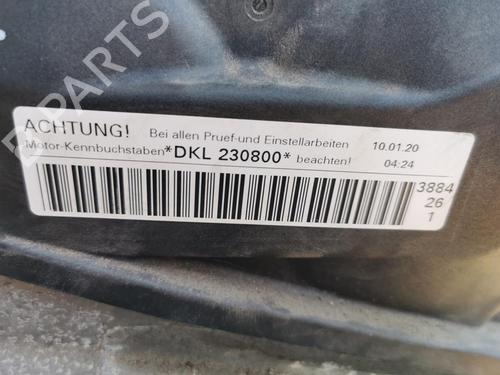 ACHTUNG! Bei allen Pruef-und Einstellarbeiten 10.01.20
Motor-Kennbuchstaben*DKL 230800* beachten! 04:24
3884
26
1
B-PARTS